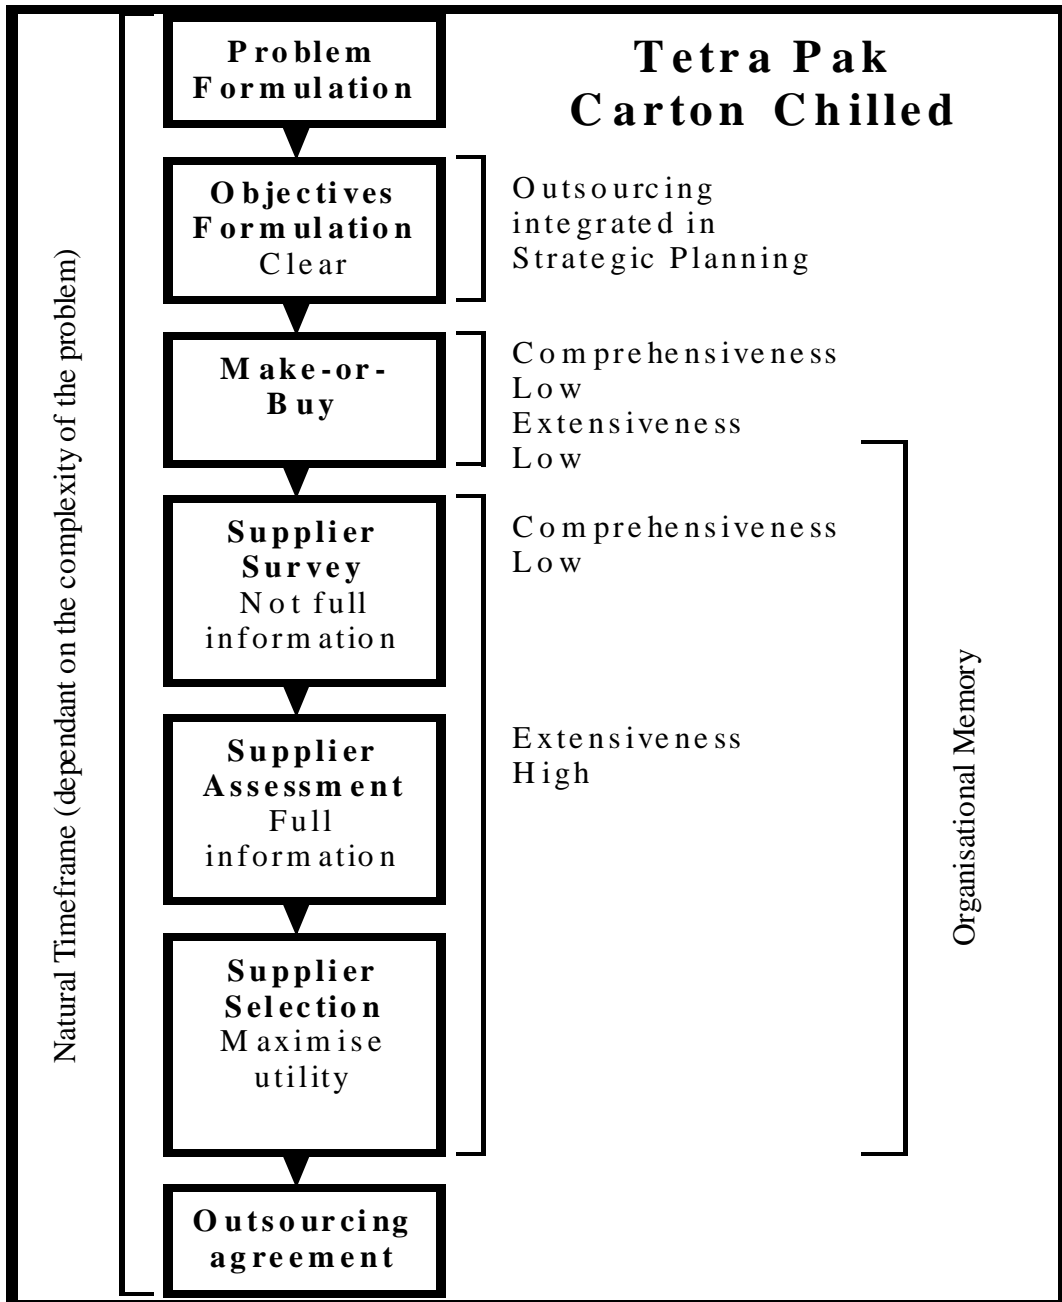 Problem
Formulation
Tetra Pak
Carton Chilled
Objectives
Formulation
Clear
Outsourcing
integrated in
Strategic Planning
Make-or-
Buy
Comprehensiveness
Low
Extensiveness
Low
Supplier
Survey
Not full
information
Comprehensiveness
Low
Supplier
Assessment
Full
information
Extensiveness
High
Supplier
Selection
Maximise
utility
Outsourcing
agreement
Natural Timeframe (dependant on the complexity of the problem)
Organisational Memory